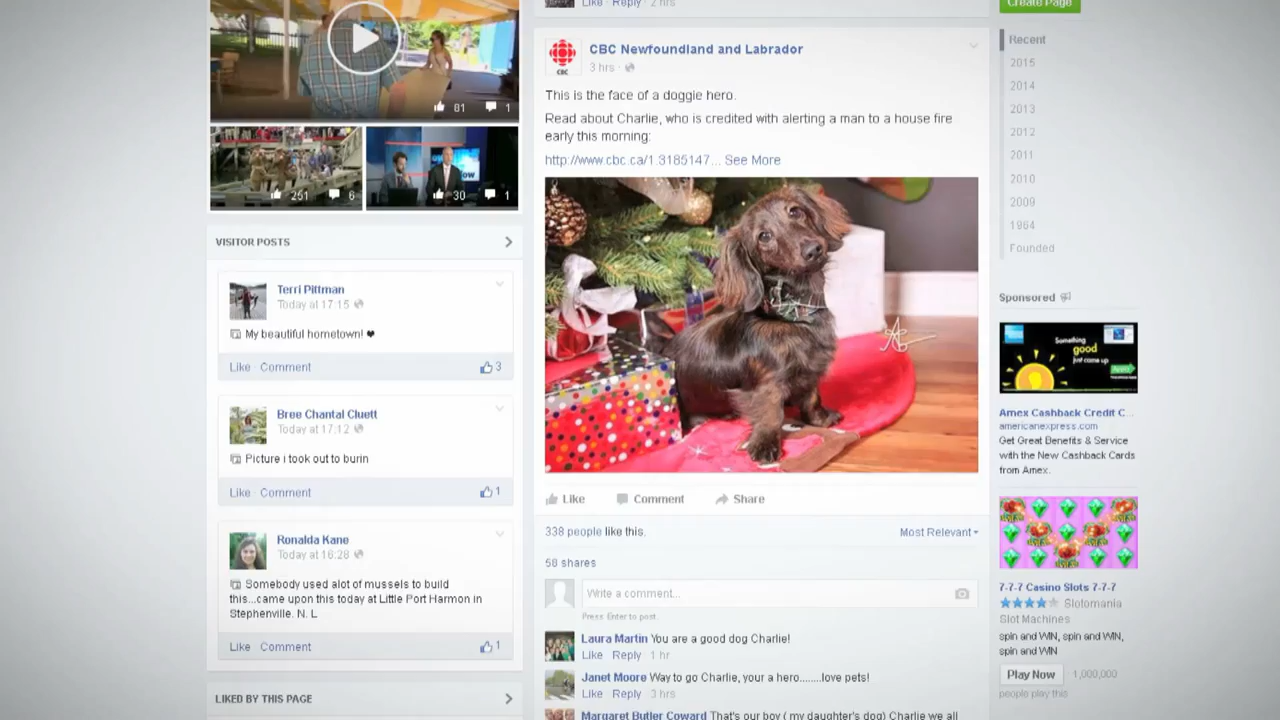 81
1
251
6
30
1
VISITOR POSTS
Terri Pittman
Today at 17:15
My beautiful hometown! ❤
Like Comment
3
Bree Chantal Cluett
Today at 17:12
Picture i took out to burin
Like Comment
1
Ronalda Kane
Today at 16:28
Somebody used alot of mussels to build
this...came upon this today at Little Port Harmon in
Stephenville. N. L
Like Comment
1
LIKED BY THIS PAGE
Like · Reply · 2 hrs
CBC
CBC Newfoundland and Labrador
3 hrs ·
This is the face of a doggie hero.
Read about Charlie, who is credited with alerting a man to a house fire
early this morning:
http://www.cbc.ca/1.3185147... See More
Like Comment Share
338 people like this.
Most Relevant
58 shares
Write a comment...
Press Enter to post.
Laura Martin You are a good dog Charlie!
Like Reply 1 hr
Janet Moore Way to go Charlie, your a hero........love pets!
Like Reply 3 hrs
Margaret Butler Coward That's our boy ( my daughter's dog) Charlie we all
Create Page
Recent
2015
2014
2013
2012
2011
2010
2009
1964
Founded
Sponsored
Something
good
just came up
Amex Cashback Credit C...
americanexpress.com
Get Great Benefits & Service
with the New Cashback Cards
from Amex.
7-7-7 Casino Slots 7-7-7
Slotomania
Slot Machines
spin and WIN, spin and WIN,
spin and WIN
Play Now
1,000,000
people play this